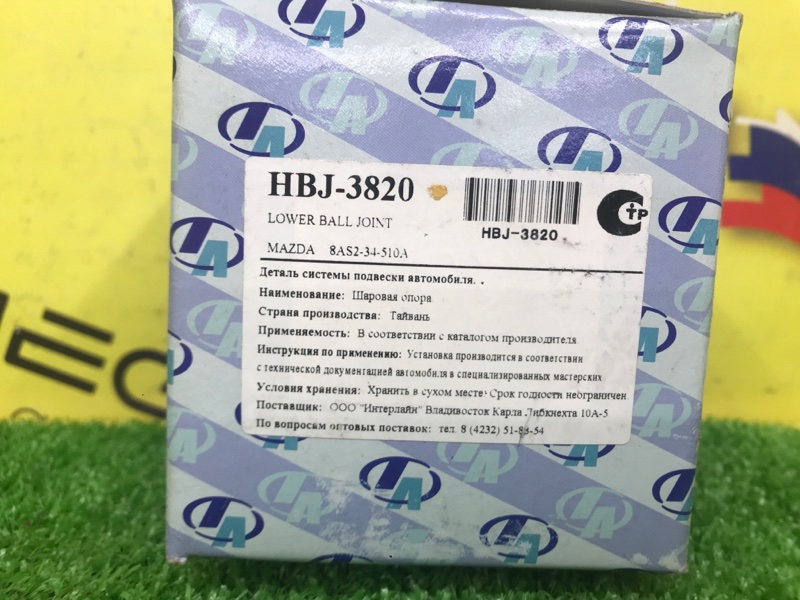 HBJ-3820
HBJ-3820
LOWER BALL JOINT
MAZDA 8AS2-34-510A
Деталь системы подвески автомобиля.
Наименование: Шаровая опора
Страна производства: Тайвань
Применяемость: В соответствии с каталогом производителя
Инструкция по применению: Установка производится в соответствии
с технической документацией автомобиля в специализированных мастерских
Условия хранения: Хранить в сухом месте. Срок годности неограничен
Поставщик: ООО "Интерлайн" Владивосток Карла Либкнехта 10А-5
По вопросам оптовых поставок: тел. 8 (4232) 51-83-54